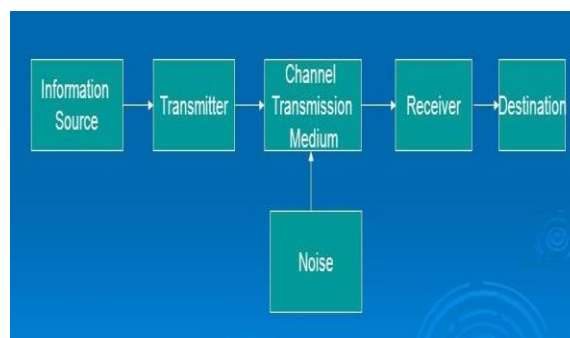 Information
Source
Transmitter
Channel
Transmission
Medium
Receiver
Destination
Noise